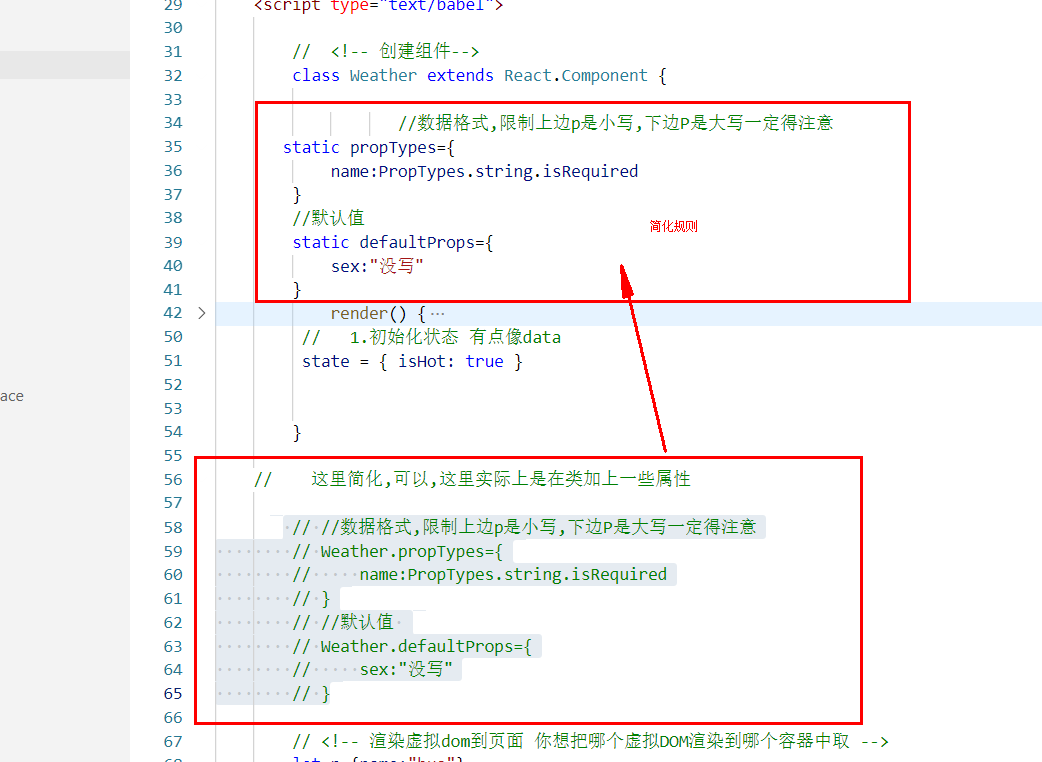 29 <script type="text/babel">
30
31 // <!-- 创建组件-->
32 class Weather extends React.Component {
33
34 //数据格式,限制上边p是小写,下边P是大写一定得注意
35 static propTypes={
36 name:PropTypes.string.isRequired
37 }
38 //默认值
简化规则
39 static defaultProps={
40 sex:"没写"
41 }
42 render() {…
50 // 1.初始化状态 有点像data
51 state = { isHot: true }
52
ace
53
54 }
55
56 // 这里简化,可以,这里实际上是在类加上一些属性
57
58 // //数据格式,限制上边p是小写,下边P是大写一定得注意
59 // Weather.propTypes={
60 // name:PropTypes.string.isRequired
61 // }
62 // //默认值
63 // Weather.defaultProps={
64 // sex:"没写"
65 // }
66
67 // <!-- 渲染虚拟dom到页面 你想把哪个虚拟DOM渲染到哪个容器中取 -->